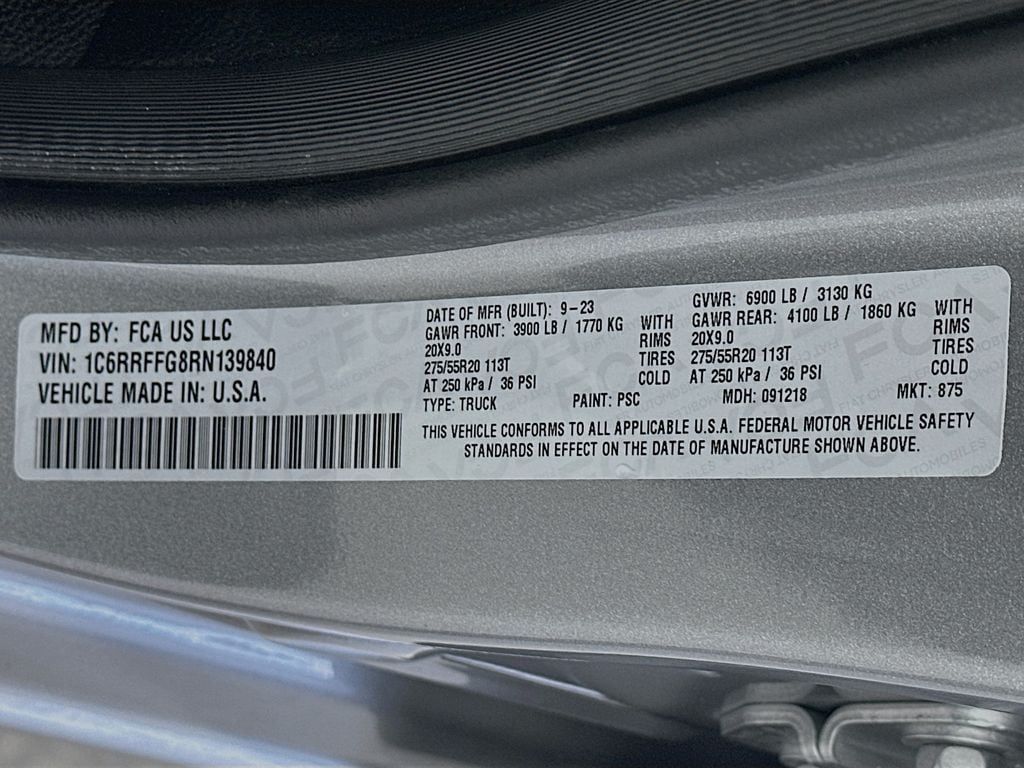 MFD BY: FCA US LLC
VIN: 1C6RRFFG8RN139840
VEHICLE MADE IN: U.S.A.
DATE OF MFR (BUILT): 9-23
GAWR FRONT: 3900 LB / 1770 KG WITH
20X9.0 RIMS
275/55R20 113T TIRES
AT 250 kPa / 36 PSI COLD
GVWR: 6900 LB / 3130 KG
GAWR REAR: 4100 LB / 1860 KG WITH
20X9.0 RIMS
275/55R20 113T TIRES
AT 250 kPa / 36 PSI COLD
TYPE: TRUCK PAINT: PSC MDH: 091218 MKT: 875
THIS VEHICLE CONFORMS TO ALL APPLICABLE U.S.A. FEDERAL MOTOR VEHICLE SAFETY
STANDARDS IN EFFECT ON THE DATE OF MANUFACTURE SHOWN ABOVE.